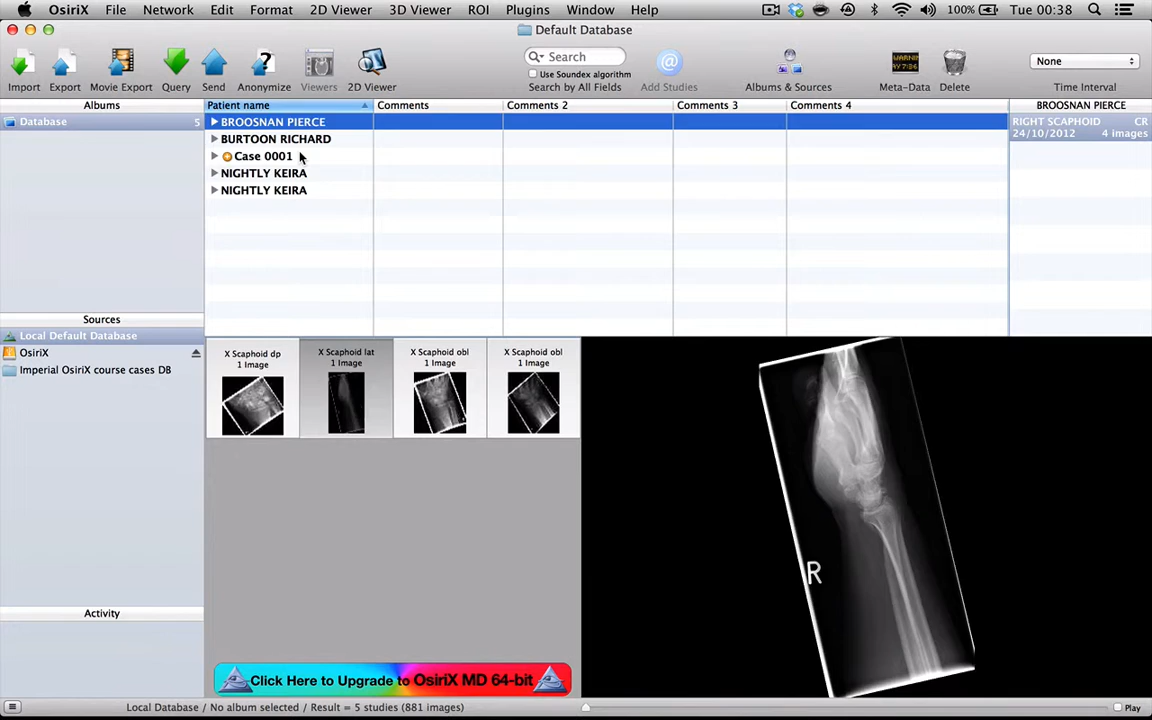 OsiriX File Network Edit Format 2D Viewer 3D Viewer ROI Plugins Window Help 100% Tue 00:38
Default Database
Import Export Movie Export Query Send Anonymize Viewers 2D Viewer
Search
Use Soundex algorithm
Search by All Fields
Add Studies Albums & Sources Meta-Data Delete
None
Time Interval
Albums Patient name Comments Comments 2 Comments 3 Comments 4 BROOSNAN PIERCE
Database 5
BROOSNAN PIERCE
BURTOON RICHARD
Case 0001
NIGHTLY KEIRA
NIGHTLY KEIRA
RIGHT SCAPHOID CR
24/10/2012 4 images
Sources
Local Default Database
OsiriX
Imperial OsiriX course cases DB
X Scaphoid dp
1 Image
X Scaphoid lat
1 Image
X Scaphoid obl
1 Image
X Scaphoid obl
1 Image
R
Activity
Click Here to Upgrade to OsiriX MD 64-bit
Local Database / No album selected / Result = 5 studies (881 images)
Play